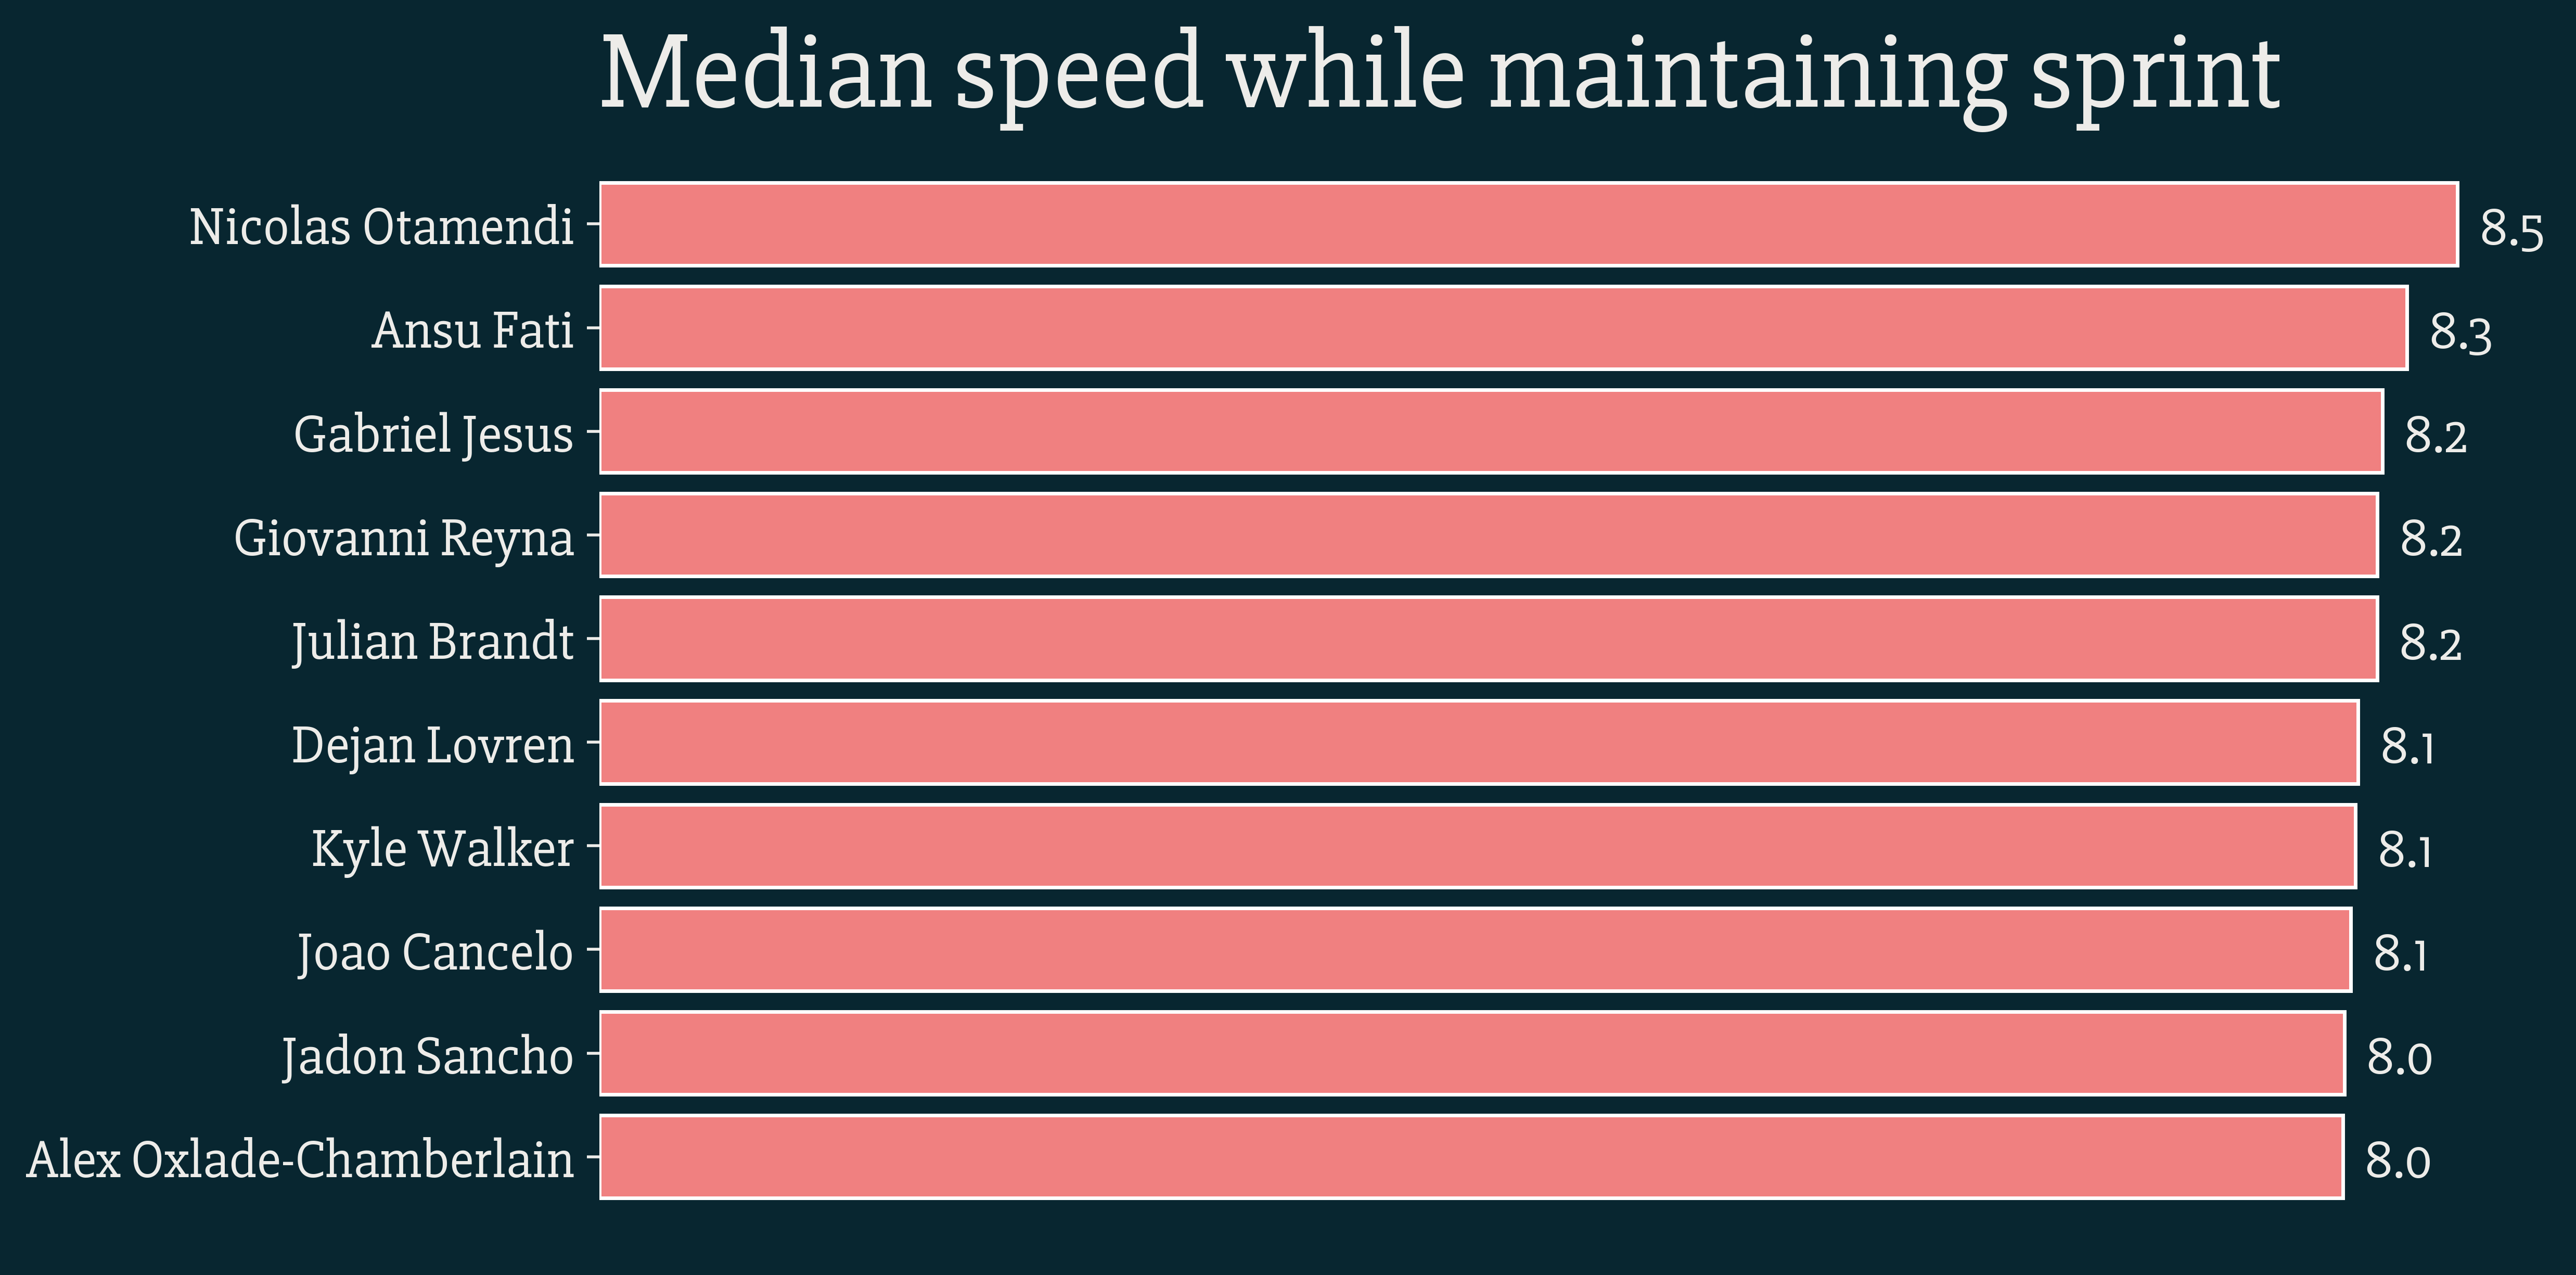 Median speed while maintaining sprint
Nicolas Otamendi 8.5
Ansu Fati 8.3
Gabriel Jesus 8.2
Giovanni Reyna 8.2
Julian Brandt 8.2
Dejan Lovren 8.1
Kyle Walker 8.1
Joao Cancelo 8.1
Jadon Sancho 8.0
Alex Oxlade-Chamberlain 8.0